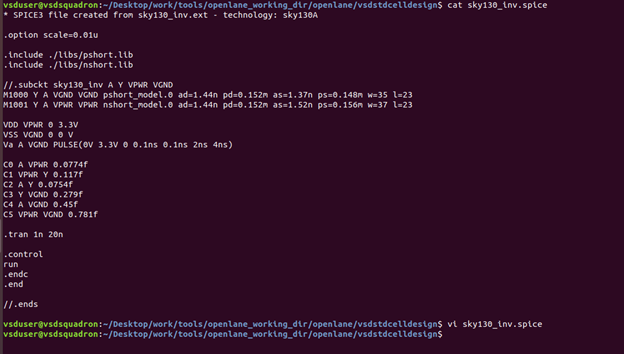 vsduser@vsdsquadron:~/Desktop/work/tools/openlane_working_dir/openlane/vsdstdcelldesign$ cat sky130_inv.spice
* SPICE3 file created from sky130_inv.ext - technology: sky130A
.option scale=0.01u
.include ./libs/pshort.lib
.include ./libs/nshort.lib
//.subckt sky130_inv A Y VPWR VGND
M1000 Y A VGND VGND pshort_model.0 ad=1.44n pd=0.152m as=1.37n ps=0.148m w=35 l=23
M1001 Y A VPWR VPWR nshort_model.0 ad=1.44n pd=0.152m as=1.52n ps=0.156m w=37 l=23
VDD VPWR 0 3.3V
VSS VGND 0 0 V
Va A VGND PULSE(0V 3.3V 0 0.1ns 0.1ns 2ns 4ns)
C0 A VPWR 0.0774f
C1 VPWR Y 0.117f
C2 A Y 0.0754f
C3 Y VGND 0.279f
C4 A VGND 0.45f
C5 VPWR VGND 0.781f
.tran 1n 20n
.control
run
.endc
.end
//.ends
vsduser@vsdsquadron:~/Desktop/work/tools/openlane_working_dir/openlane/vsdstdcelldesign$ vi sky130_inv.spice
vsduser@vsdsquadron:~/Desktop/work/tools/openlane_working_dir/openlane/vsdstdcelldesign$